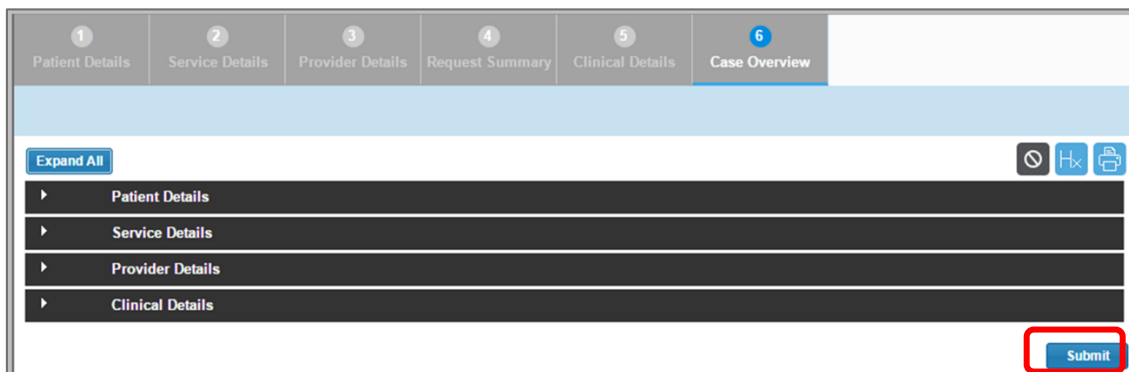 1 2 3 4 5 6
Patient Details Service Details Provider Details Request Summary Clinical Details Case Overview
Expand All Hx
Patient Details
Service Details
Provider Details
Clinical Details
Submit